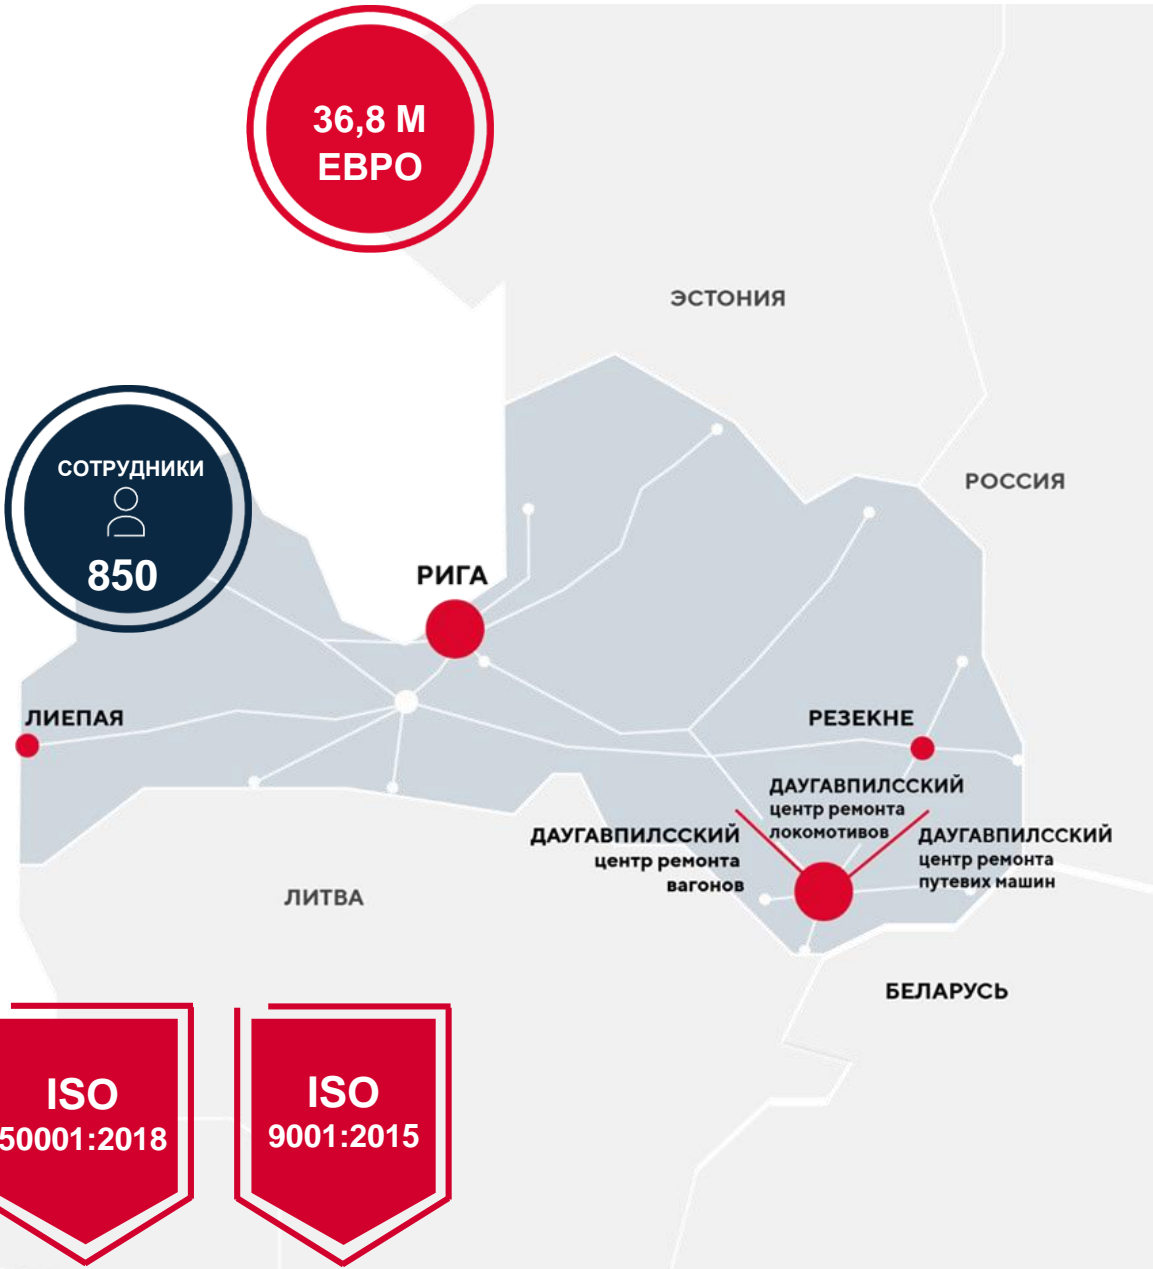 36,8 М
ЕВРО
ЭСТОНИЯ
СОТРУДНИКИ
850
РОССИЯ
РИГА
ЛИЕПАЯ
РЕЗЕКНЕ
ДАУГАВПИЛССКИЙ
центр ремонта
локомотивов
ДАУГАВПИЛССКИЙ
центр ремонта
вагонов
ДАУГАВПИЛССКИЙ
центр ремонта
путевих машин
ЛИТВА
БЕЛАРУСЬ
ISO
50001:2018
ISO
9001:2015